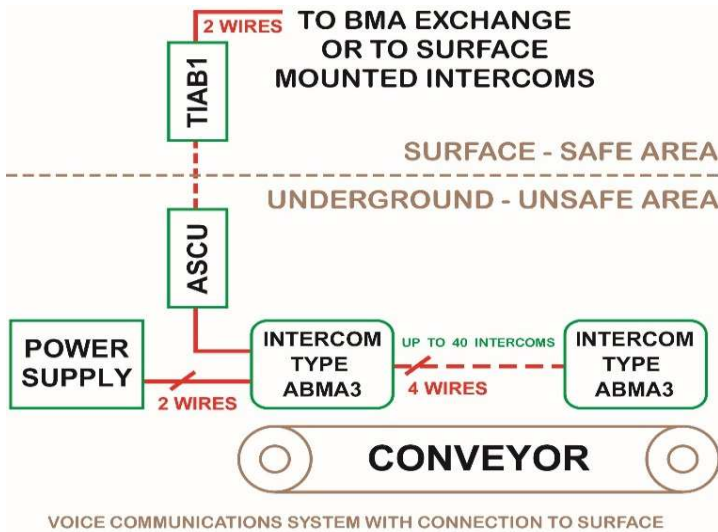 2 WIRES
TO BMA EXCHANGE
OR TO SURFACE
MOUNTED INTERCOMS
TIAB1
SURFACE - SAFE AREA
UNDERGROUND - UNSAFE AREA
ASCU
POWER
SUPPLY
2 WIRES
INTERCOM
TYPE
ABMA3
UP TO 40 INTERCOMS
4 WIRES
INTERCOM
TYPE
ABMA3
CONVEYOR
VOICE COMMUNICATIONS SYSTEM WITH CONNECTION TO SURFACE